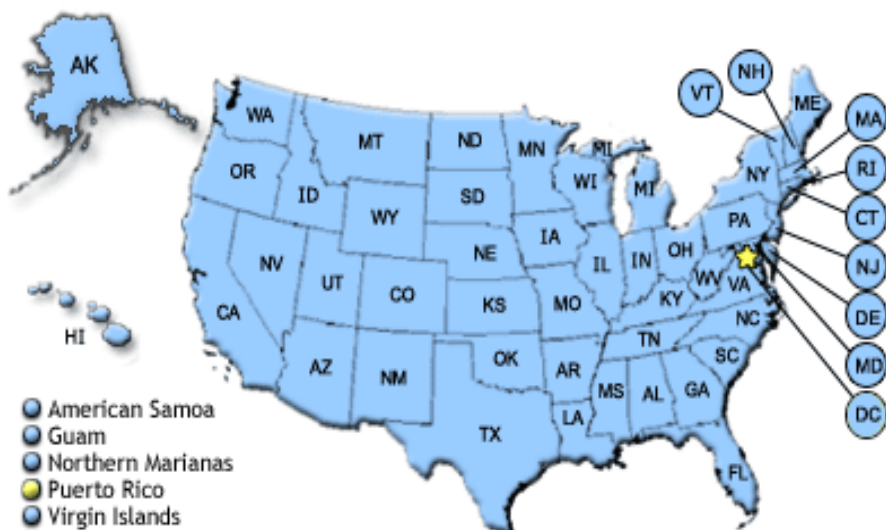 AK
NH
VT
ME
WA
MT
ND
MN
MI
MA
OR
ID
SD
WI
MI
NY
RI
WY
PA
CT
NV
UT
NE
IA
IL
IN
OH
NJ
CA
CO
KS
MO
KY
WV
VA
DE
HI
AZ
NM
OK
AR
TN
NC
MD
MS
AL
GA
SC
DC
TX
LA
FL
American Samoa
Guam
Northern Marianas
Puerto Rico
Virgin Islands